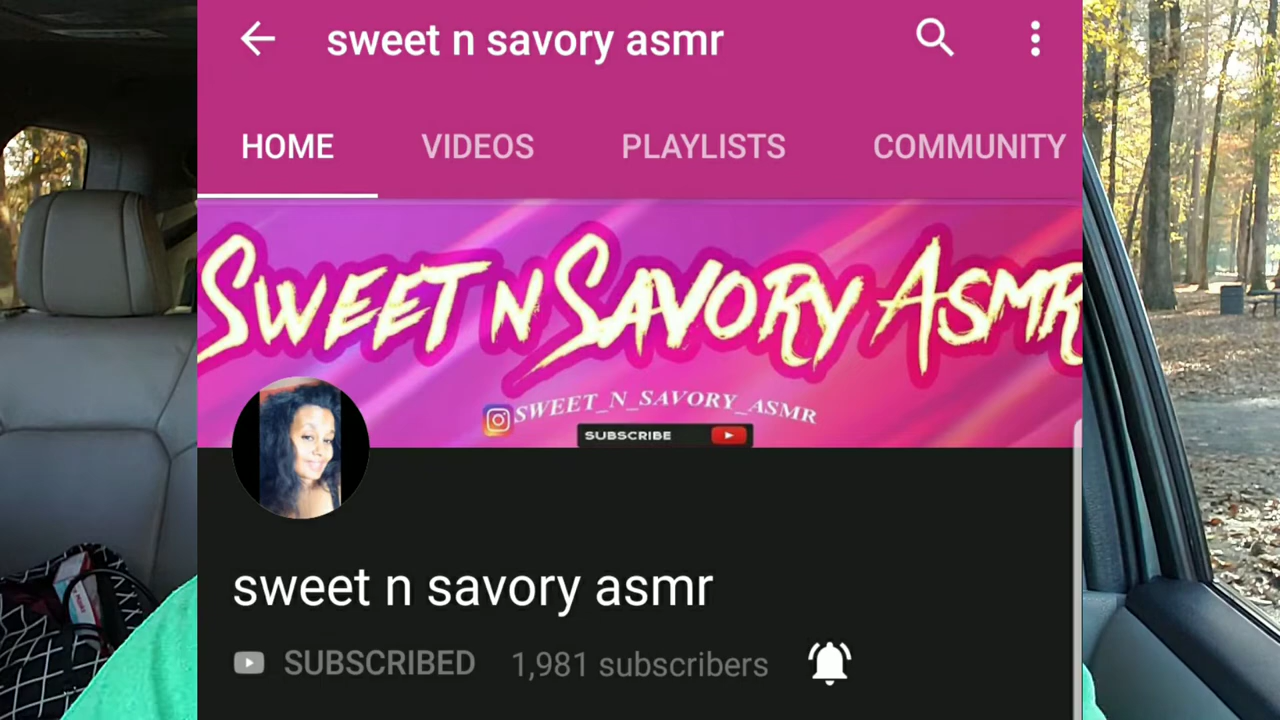 sweet n savory asmr
HOME VIDEOS PLAYLISTS COMMUNITY
SWEET N SAVORY ASMR
SWEET_N_SAVORY_ASMR
SUBSCRIBE
sweet n savory asmr
SUBSCRIBED 1,981 subscribers